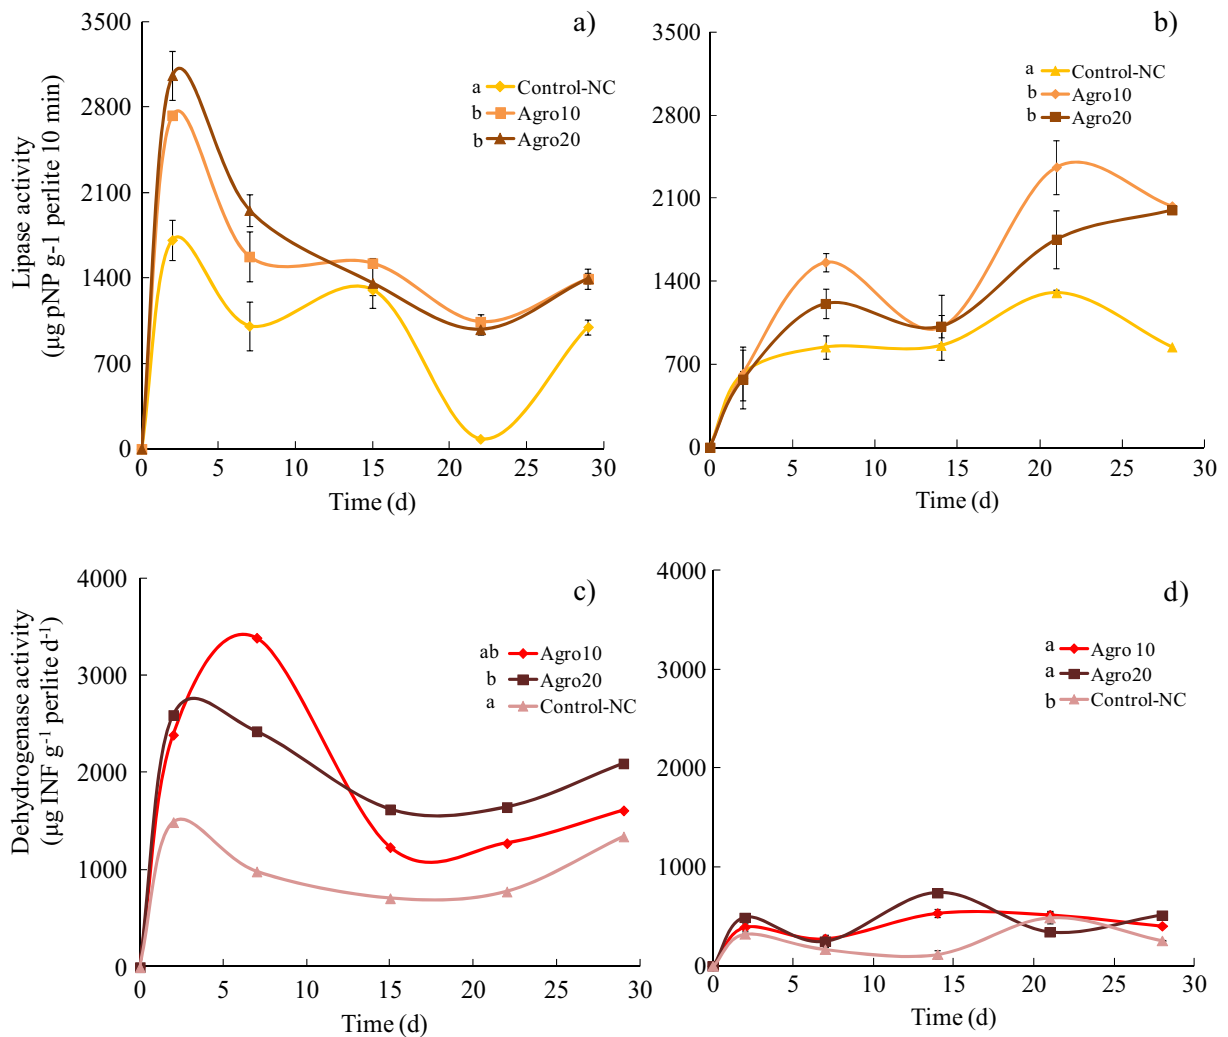 a)
Lipase activity
(μg pNP g-1 perlite 10 min)
3500
2800
2100
1400
700
0
0 5 10 15 20 25 30
Time (d)
a Control-NC
b Agro10
b Agro20
b)
3500
2800
2100
1400
700
0
0 5 10 15 20 25 30
Time (d)
a Control-NC
b Agro10
b Agro20
c)
Dehydrogenase activity
(μg INF g⁻¹ perlite d⁻¹)
4000
3000
2000
1000
0
0 5 10 15 20 25 30
Time (d)
ab Agro10
b Agro20
a Control-NC
d)
4000
3000
2000
1000
0
0 5 10 15 20 25 30
Time (d)
a Agro 10
a Agro20
b Control-NC